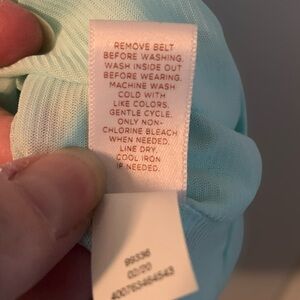 REMOVE BELT
BEFORE WASHING.
WASH INSIDE OUT
BEFORE WEARING.
MACHINE WASH
COLD WITH
LIKE COLORS.
GENTLE CYCLE.
ONLY NON-
CHLORINE BLEACH
WHEN NEEDED.
LINE DRY.
COOL IRON
IF NEEDED.
99336
02/20
400763464543